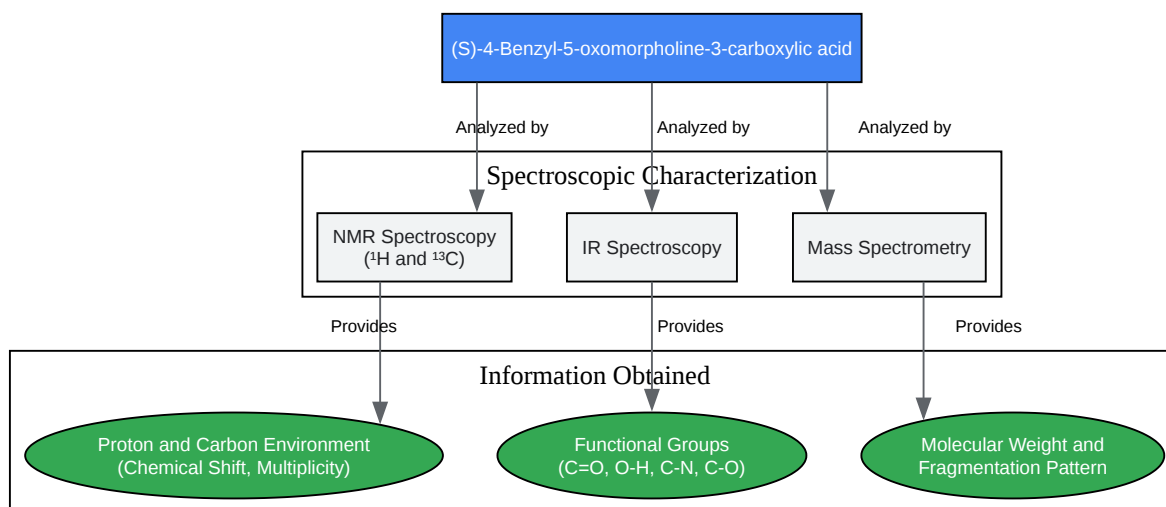 (S)-4-Benzyl-5-oxomorpholine-3-carboxylic acid
Analyzed by
Analyzed by
Analyzed by
Spectroscopic Characterization
NMR Spectroscopy
(¹H and ¹³C)
IR Spectroscopy
Mass Spectrometry
Provides
Provides
Provides
Information Obtained
Proton and Carbon Environment
(Chemical Shift, Multiplicity)
Functional Groups
(C=O, O-H, C-N, C-O)
Molecular Weight and
Fragmentation Pattern